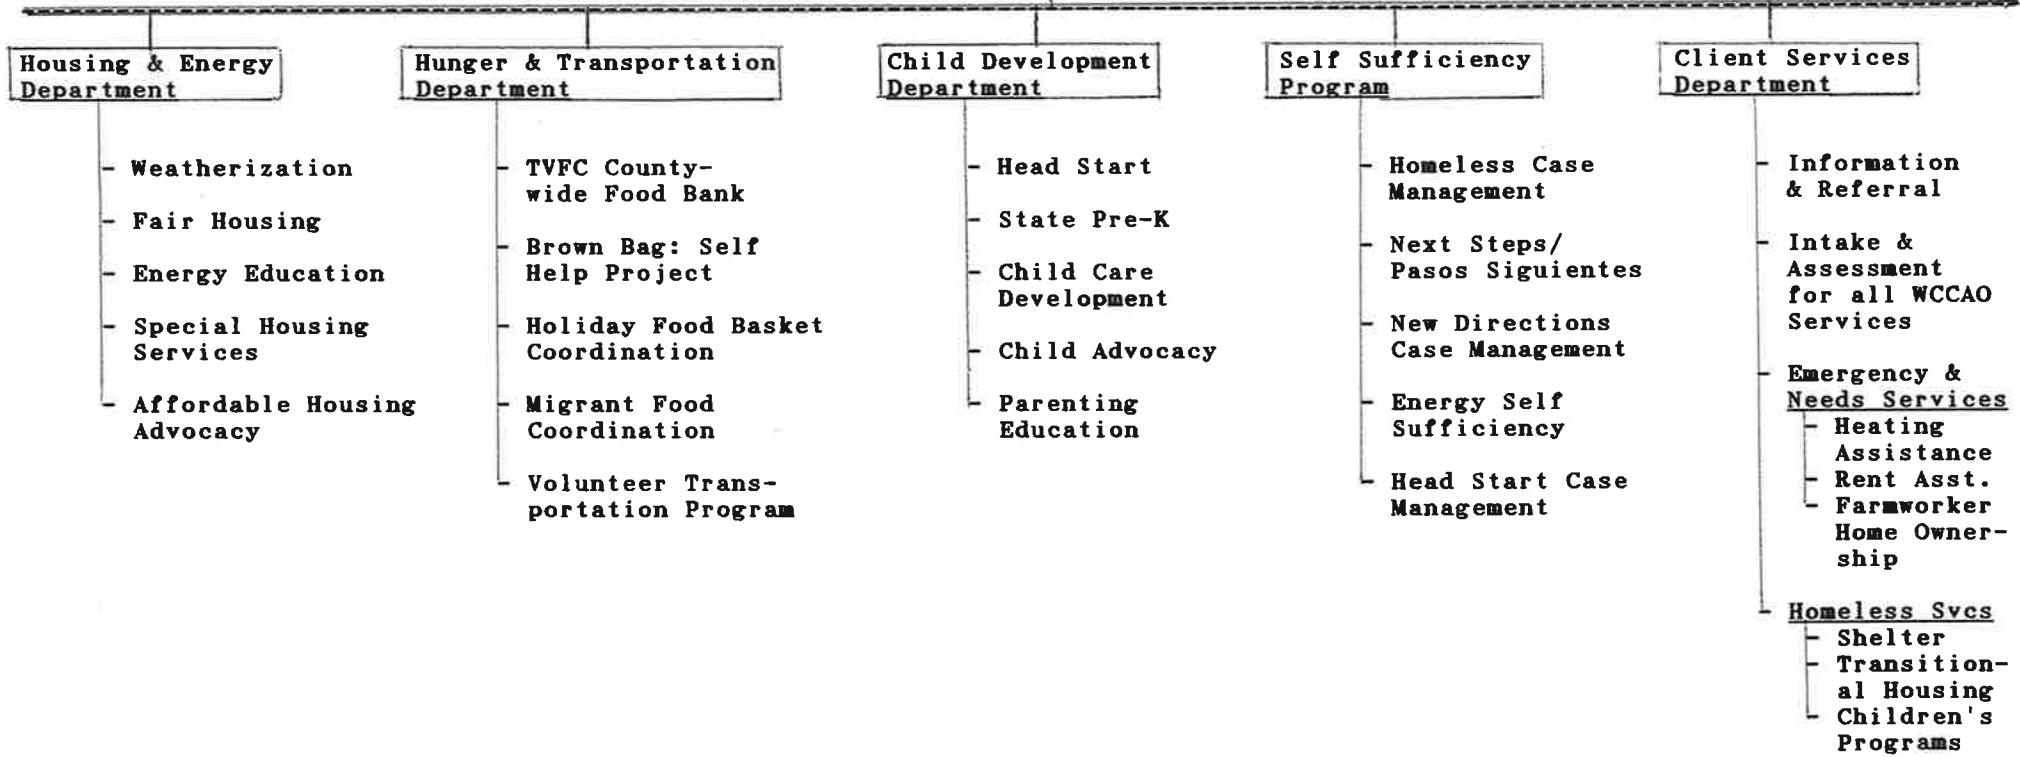 Housing & Energy
Department
- Weatherization
- Fair Housing
- Energy Education
- Special Housing
Services
- Affordable Housing
Advocacy
Hunger & Transportation
Department
- TVFC County-
wide Food Bank
- Brown Bag: Self
Help Project
- Holiday Food Basket
Coordination
- Migrant Food
Coordination
- Volunteer Trans-
portation Program
Child Development
Department
- Head Start
- State Pre-K
- Child Care
Development
- Child Advocacy
- Parenting
Education
Self Sufficiency
Program
- Homeless Case
Management
- Next Steps/
Pasos Siguientes
- New Directions
Case Management
- Energy Self
Sufficiency
- Head Start Case
Management
Client Services
Department
- Information
& Referral
- Intake &
Assessment
for all WCCAO
Services
- Emergency &
Needs Services
- Heating
Assistance
- Rent Asst.
- Farmworker
Home Owner-
ship
- Homeless Svcs
- Shelter
- Transition-
al Housing
- Children's
Programs